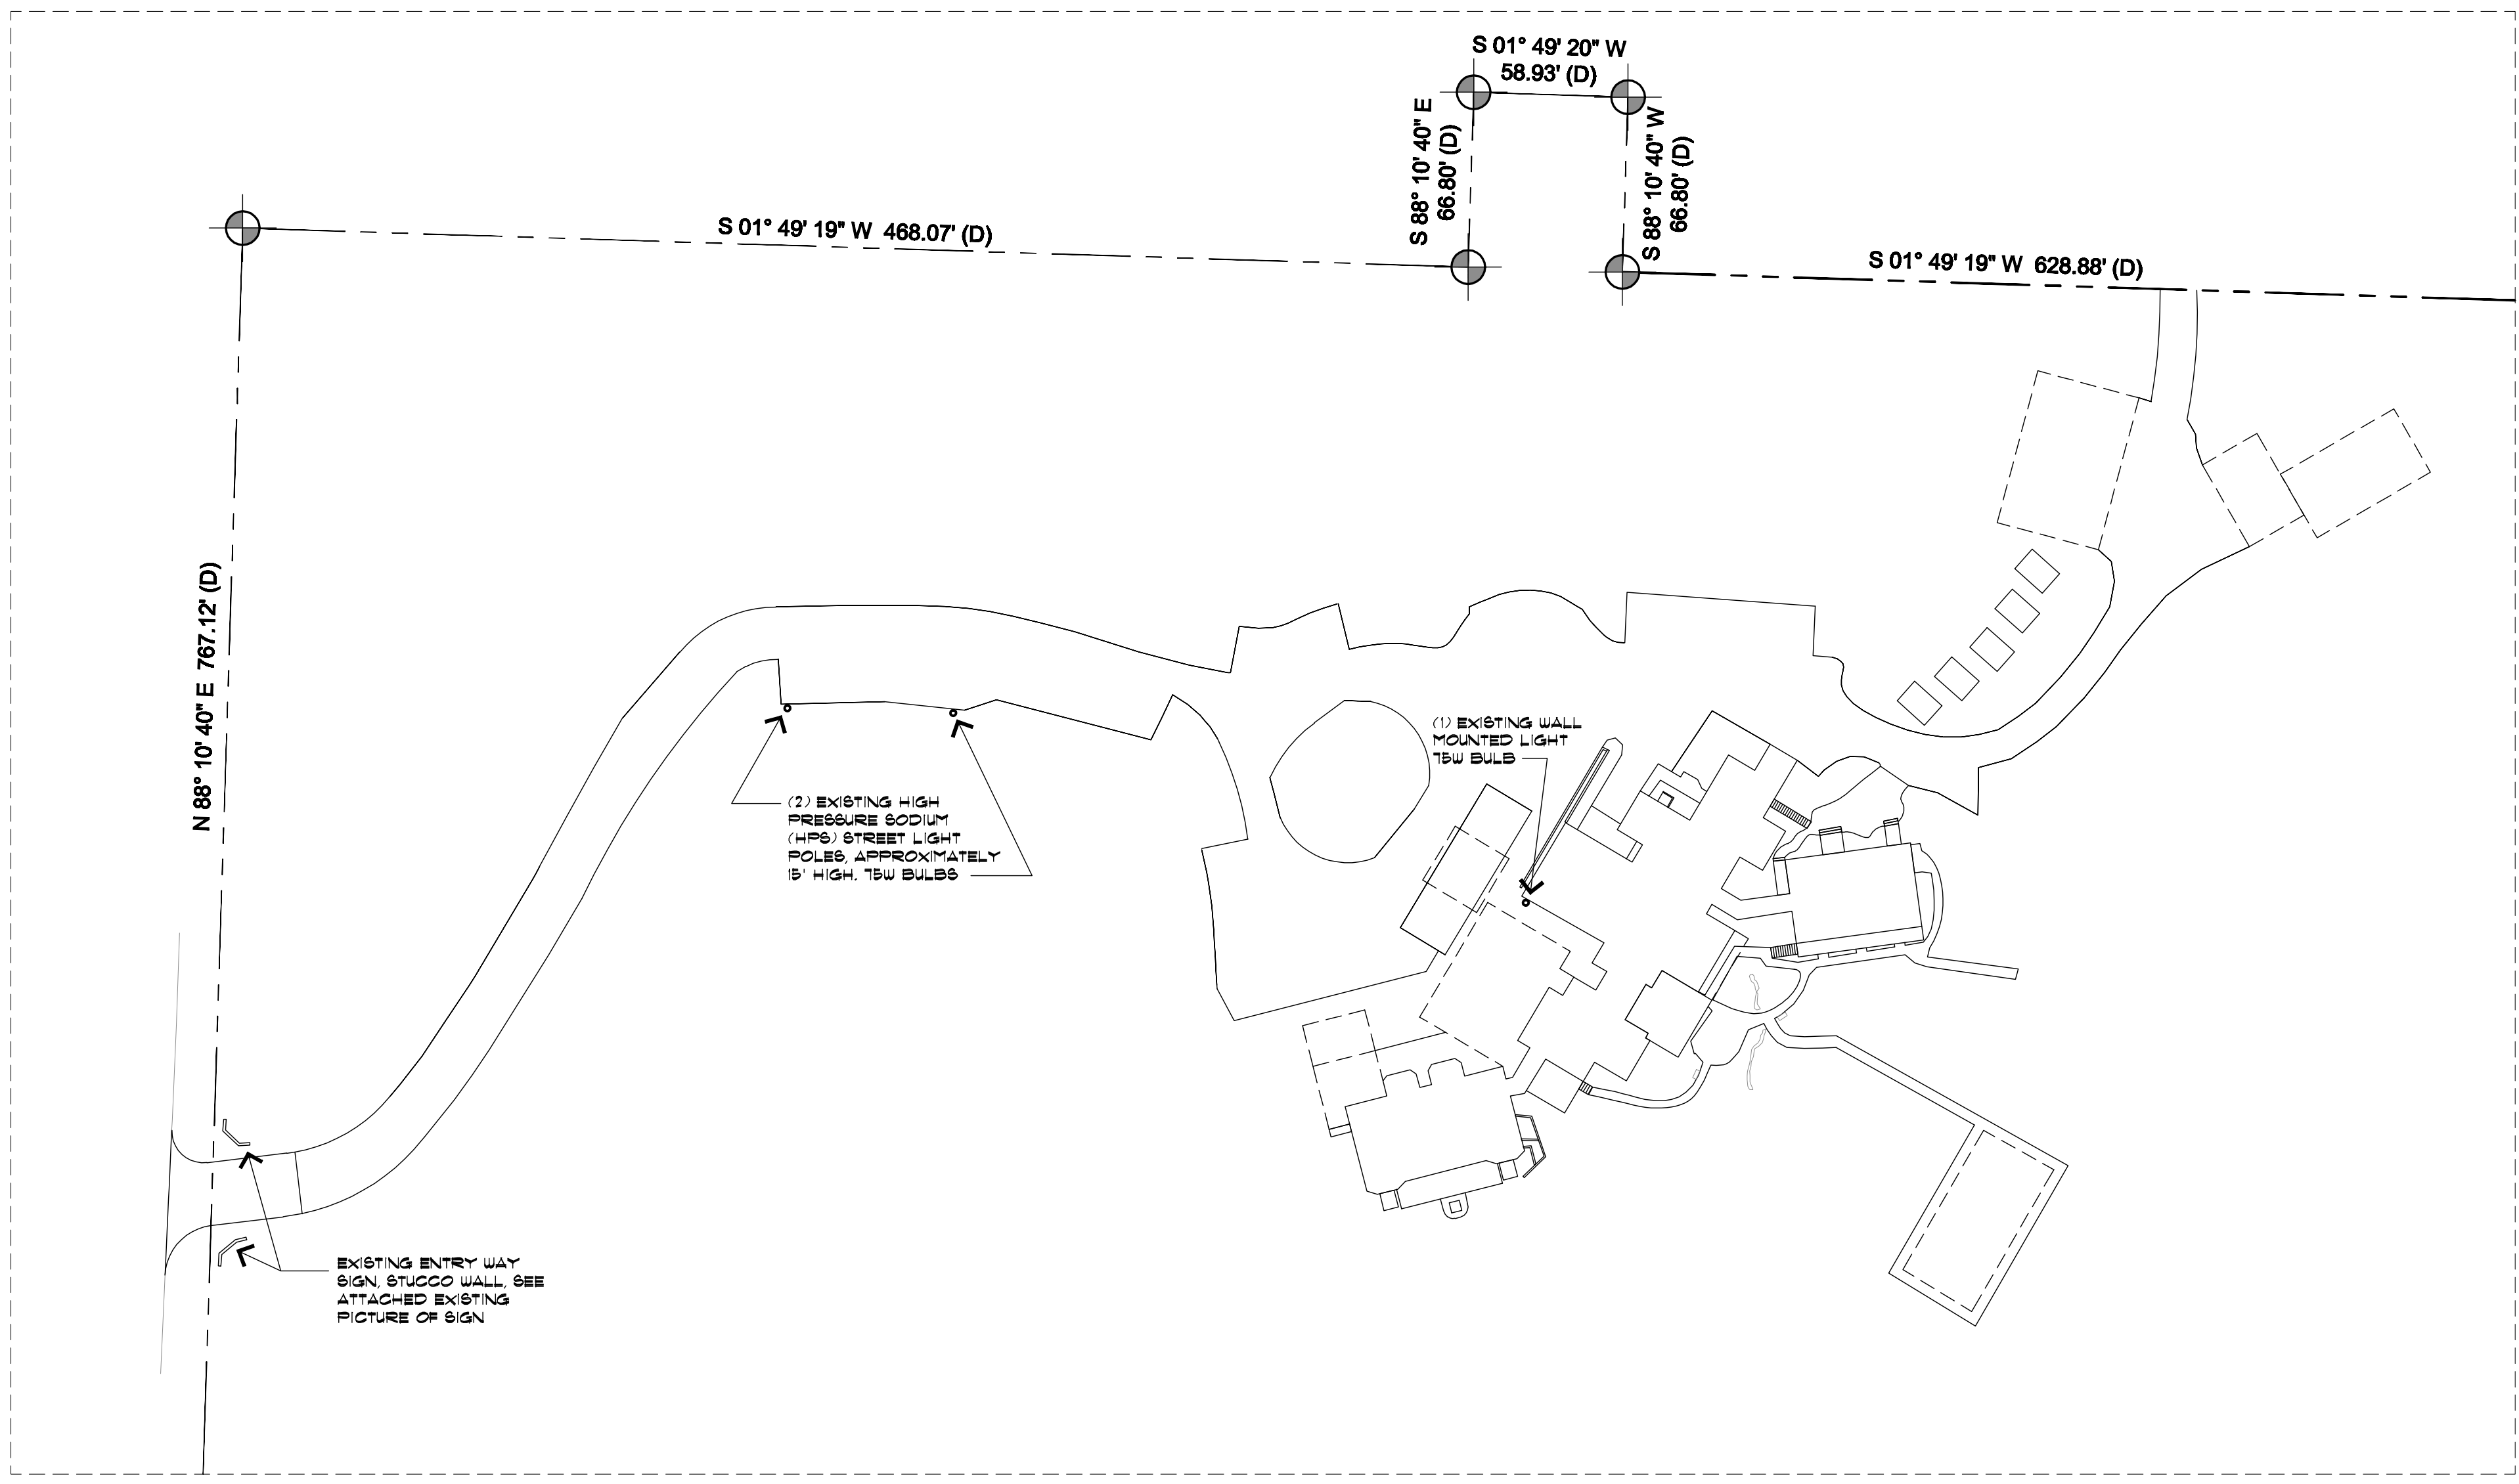 S 01° 49' 20" W
58.93' (D)
S 88° 10' 40" E
66.80' (D)
S 88° 10' 40" W
66.80' (D)
S 01° 49' 19" W 468.07' (D)
S 01° 49' 19" W 628.88' (D)
N 88° 10' 40" E 767.12' (D)
(1) EXISTING WALL
MOUNTED LIGHT
75W BULB
(2) EXISTING HIGH
PRESSURE SODIUM
(HPS) STREET LIGHT
POLES, APPROXIMATELY
15' HIGH, 75W BULBS
EXISTING ENTRY WAY
SIGN, STUCCO WALL, SEE
ATTACHED EXISTING
PICTURE OF SIGN